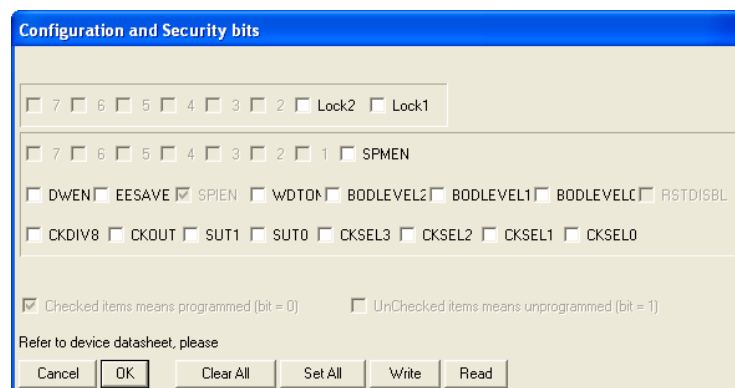 Configuration and Security bits
7 6 5 4 3 2 Lock2 Lock1
7 6 5 4 3 2 1 SPMEN
DWEN EESAVE SPIEN WDTON BODLEVEL2 BODLEVEL1 BODLEVEL0 RSTDISBL
CKDIV8 CKOUT SUT1 SUT0 CKSEL3 CKSEL2 CKSEL1 CKSEL0
Checked items means programmed (bit = 0) UnChecked items means unprogrammed (bit = 1)
Refer to device datasheet, please
Cancel OK Clear All Set All Write Read